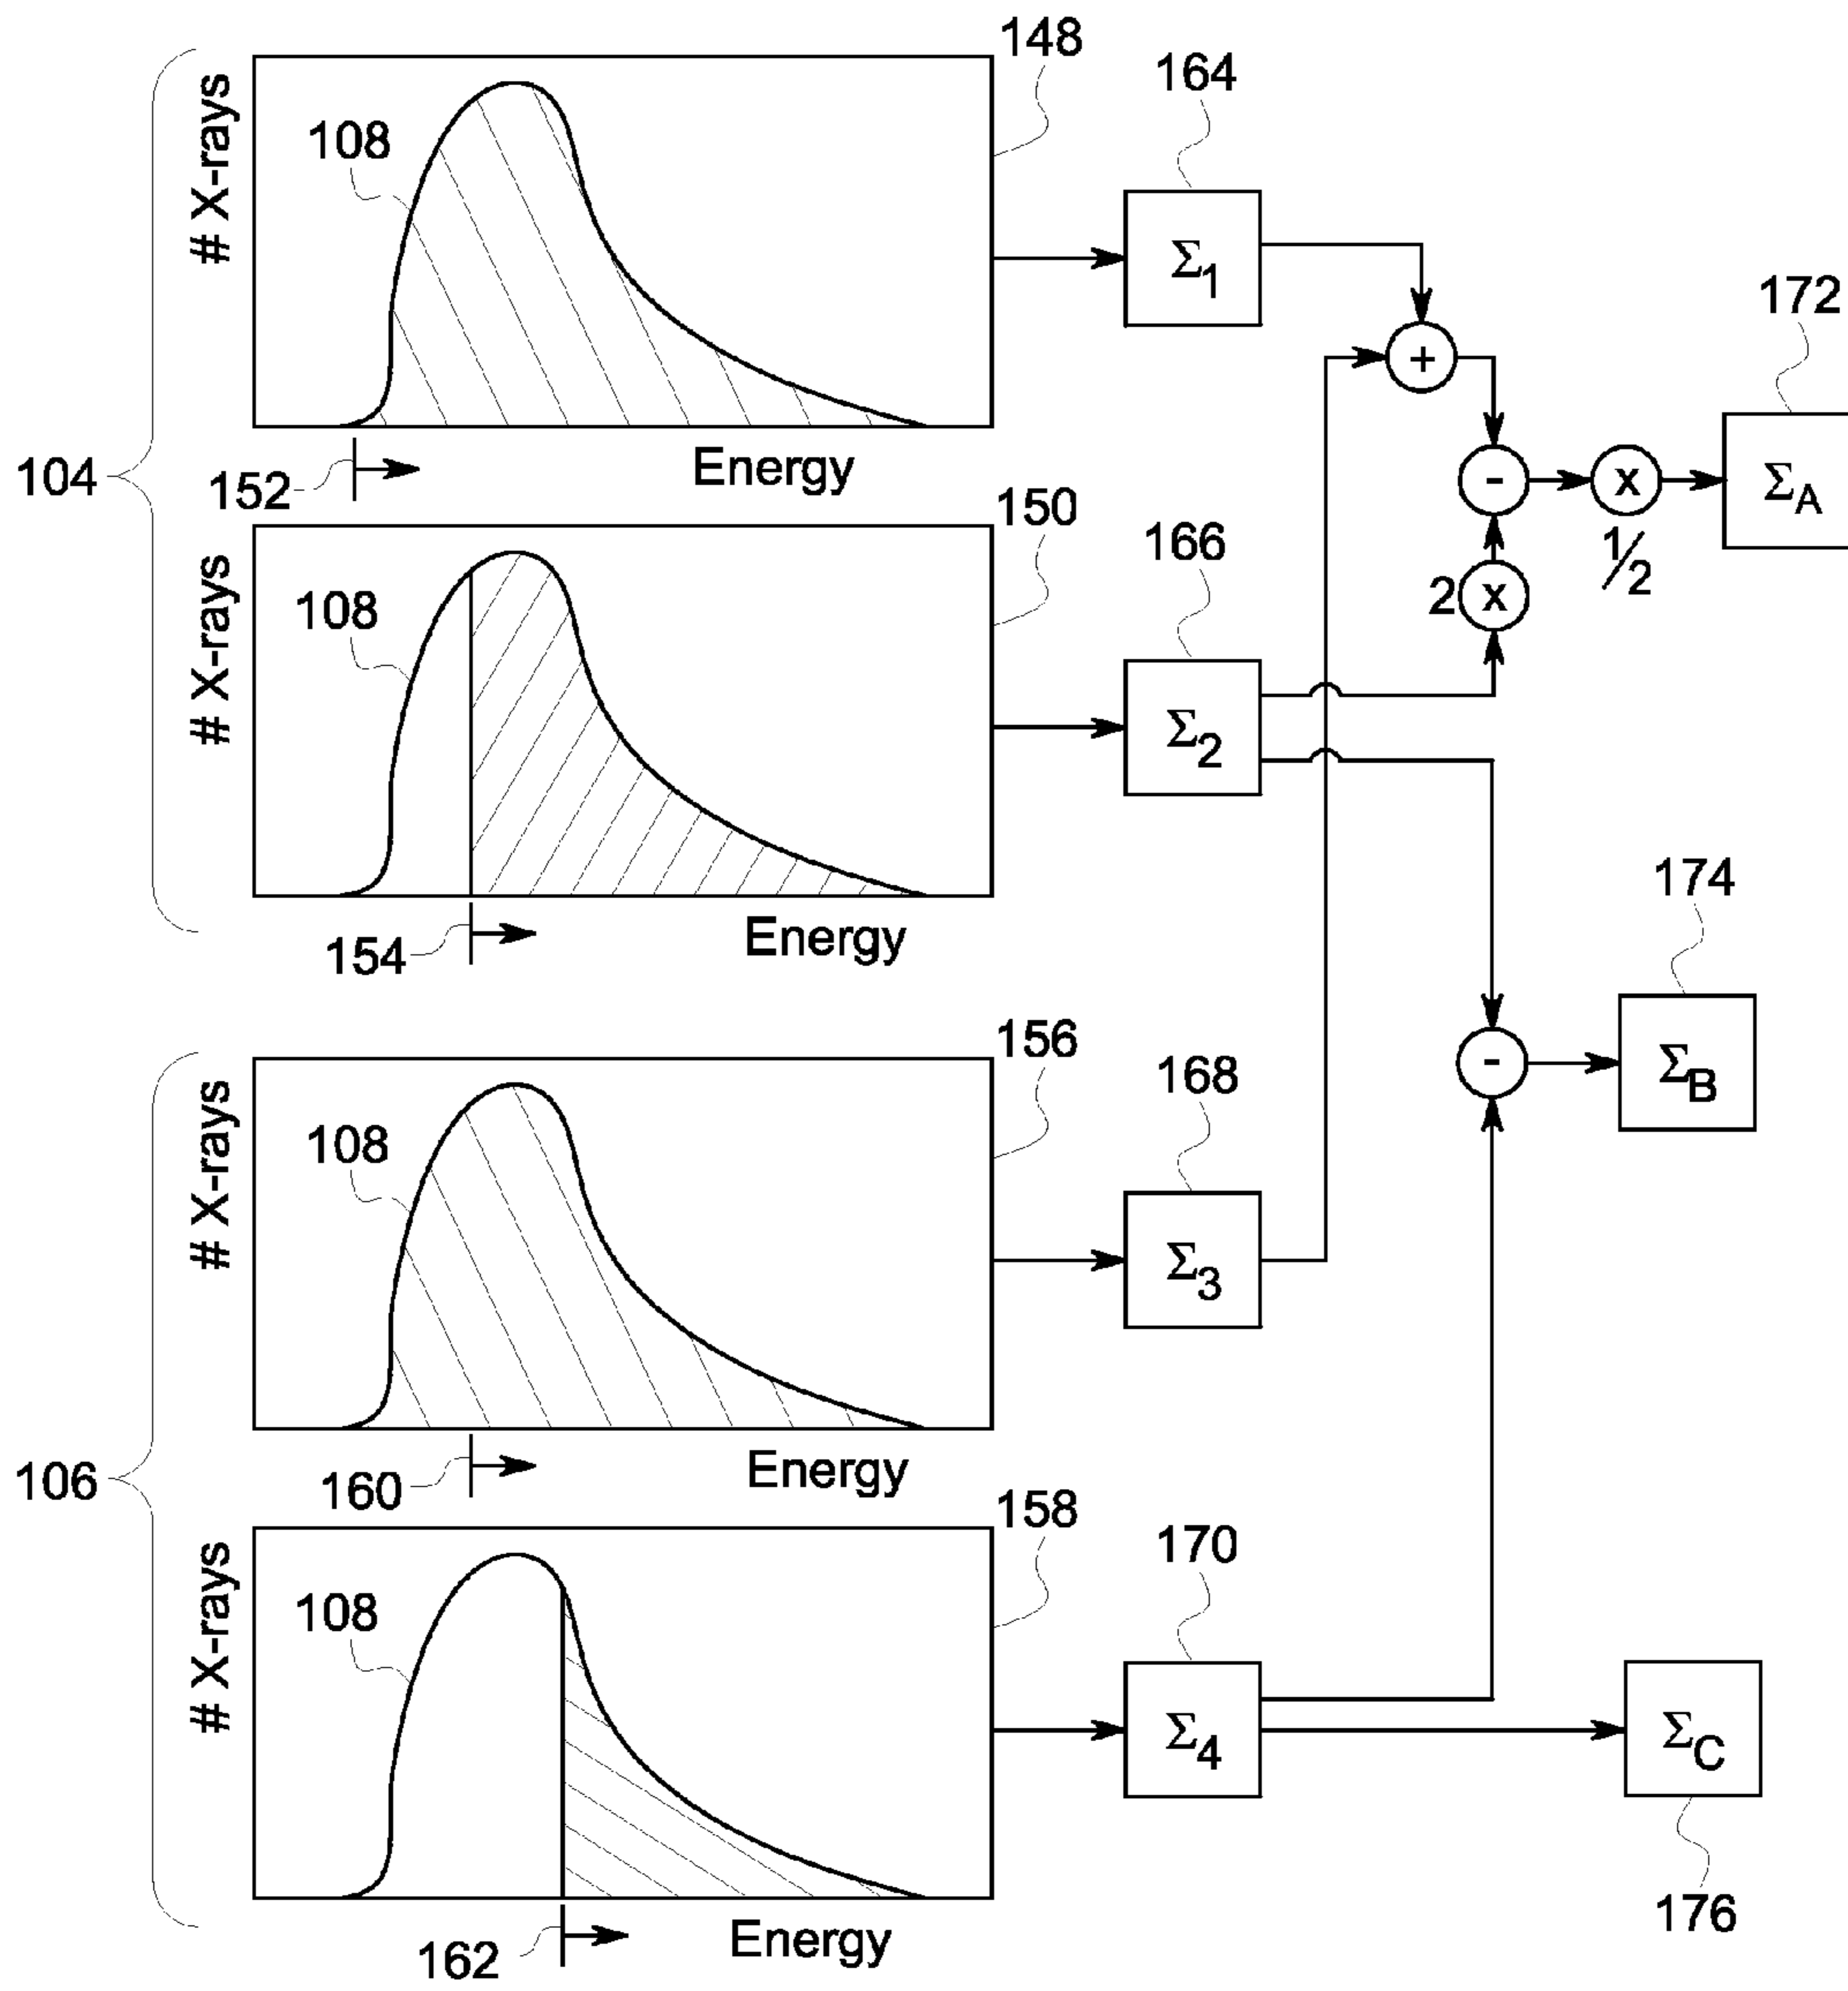 148
164
# X-rays
108
Σ1
172
+
Energy
104
152
-
x
ΣA
1/2
150
166
2
x
# X-rays
108
Σ2
174
154
Energy
156
168
# X-rays
108
-
ΣB
Σ3
160
Energy
106
158
170
# X-rays
108
Σ4
ΣC
162
Energy
176